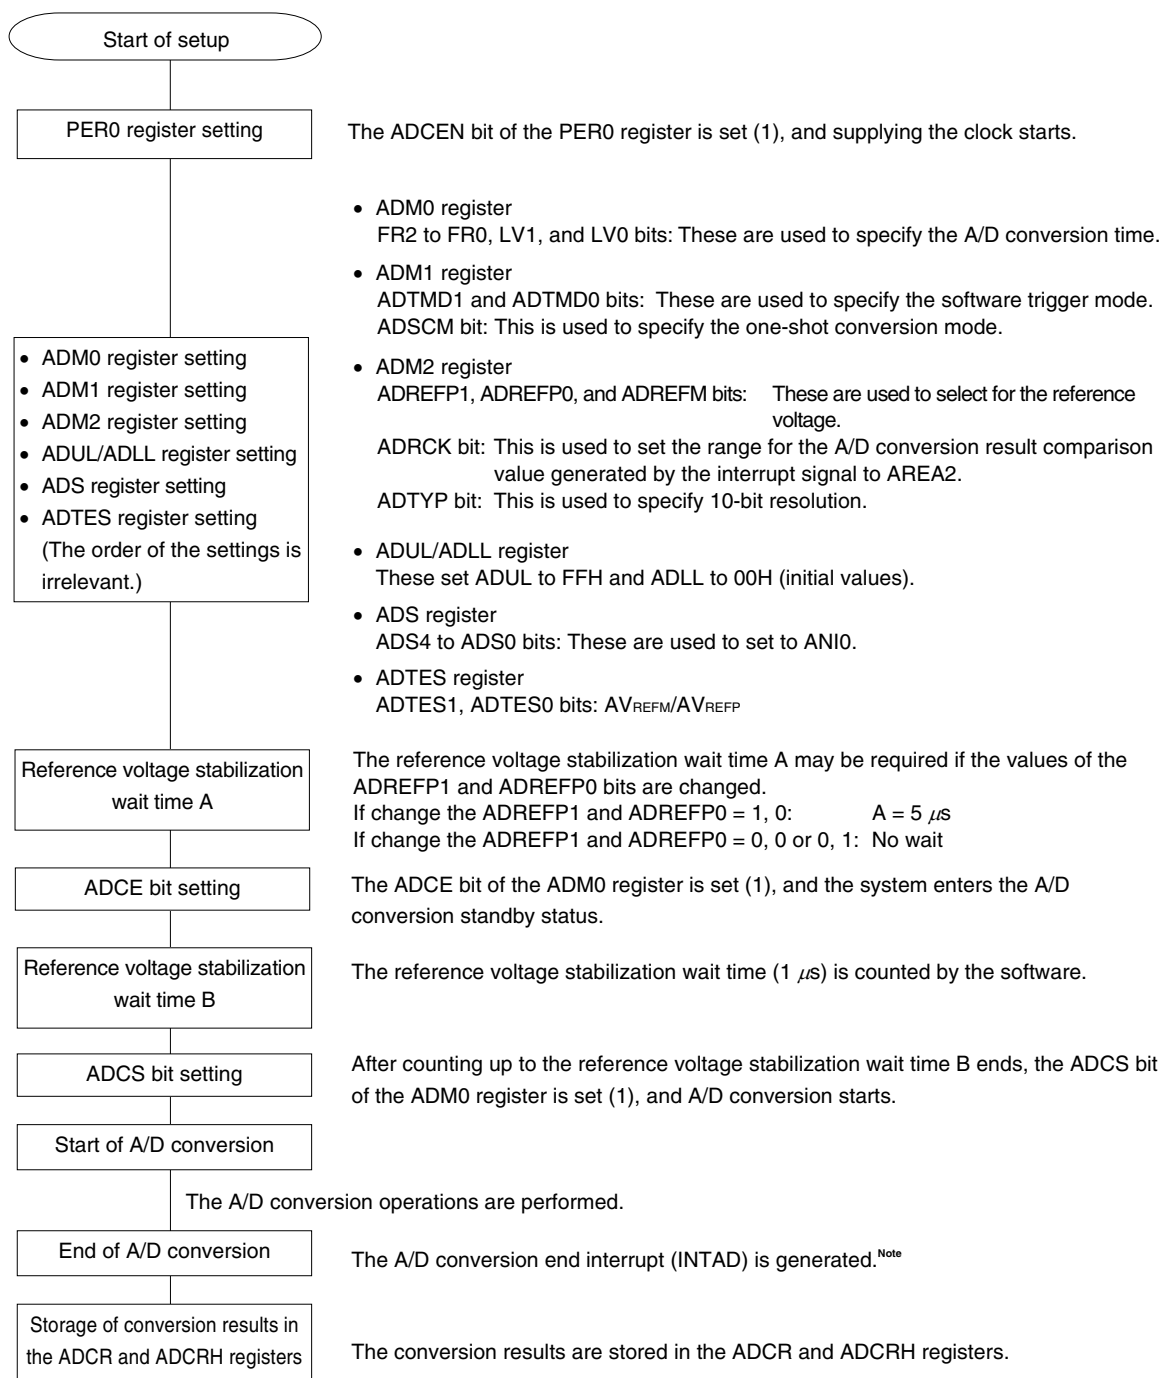 Start of setup
PER0 register setting
The ADCEN bit of the PER0 register is set (1), and supplying the clock starts.
• ADM0 register
FR2 to FR0, LV1, and LV0 bits: These are used to specify the A/D conversion time.
• ADM1 register
ADTMD1 and ADTMD0 bits: These are used to specify the software trigger mode.
ADSCM bit: This is used to specify the one-shot conversion mode.
• ADM0 register setting
• ADM1 register setting
• ADM2 register setting
• ADUL/ADLL register setting
• ADS register setting
• ADTES register setting
(The order of the settings is
irrelevant.)
• ADM2 register
ADREFP1, ADREFP0, and ADREFM bits: These are used to select for the reference
voltage.
ADRCK bit: This is used to set the range for the A/D conversion result comparison
value generated by the interrupt signal to AREA2.
ADTYP bit: This is used to specify 10-bit resolution.
• ADUL/ADLL register
These set ADUL to FFH and ADLL to 00H (initial values).
• ADS register
ADS4 to ADS0 bits: These are used to set to ANI0.
• ADTES register
ADTES1, ADTES0 bits: AVREFM/AVREFP
Reference voltage stabilization
wait time A
The reference voltage stabilization wait time A may be required if the values of the
ADREFP1 and ADREFP0 bits are changed.
If change the ADREFP1 and ADREFP0 = 1, 0: A = 5 μs
If change the ADREFP1 and ADREFP0 = 0, 0 or 0, 1: No wait
ADCE bit setting
The ADCE bit of the ADM0 register is set (1), and the system enters the A/D
conversion standby status.
Reference voltage stabilization
wait time B
The reference voltage stabilization wait time (1 μs) is counted by the software.
ADCS bit setting
After counting up to the reference voltage stabilization wait time B ends, the ADCS bit
of the ADM0 register is set (1), and A/D conversion starts.
Start of A/D conversion
The A/D conversion operations are performed.
End of A/D conversion
The A/D conversion end interrupt (INTAD) is generated.Note
Storage of conversion results in
the ADCR and ADCRH registers
The conversion results are stored in the ADCR and ADCRH registers.